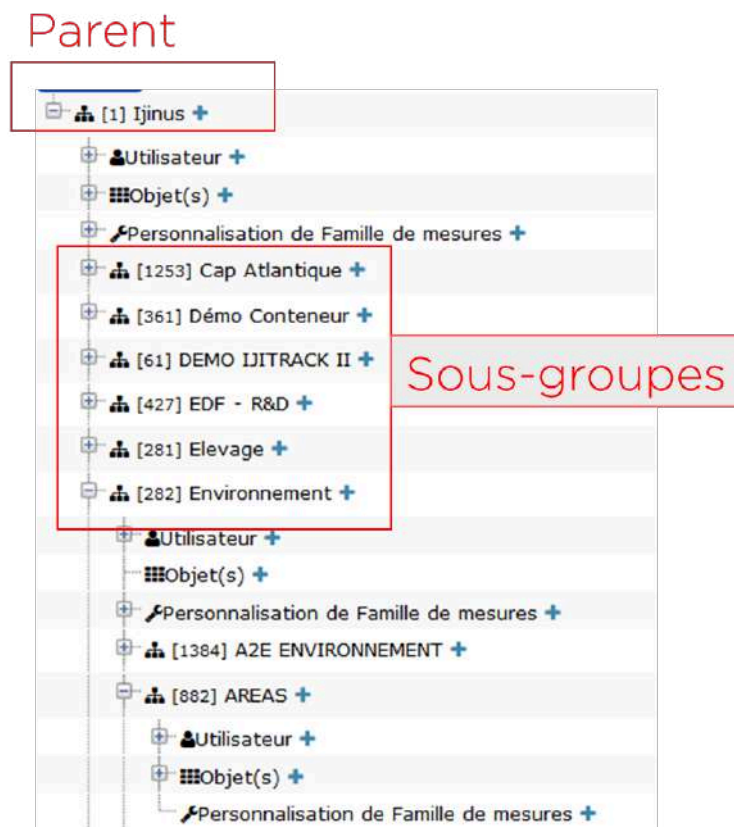 Parent
[1] Ijinus +
Utilisateur +
Objet(s) +
Personnalisation de Famille de mesures +
[1253] Cap Atlantique +
[361] Démo Conteneur +
[61] DEMO IJITRACK II +
Sous-groupes
[427] EDF - R&D +
[281] Elevage +
[282] Environnement +
Utilisateur +
Objet(s) +
Personnalisation de Famille de mesures +
[1384] A2E ENVIRONNEMENT +
[882] AREAS +
Utilisateur +
Objet(s) +
Personnalisation de Famille de mesures +